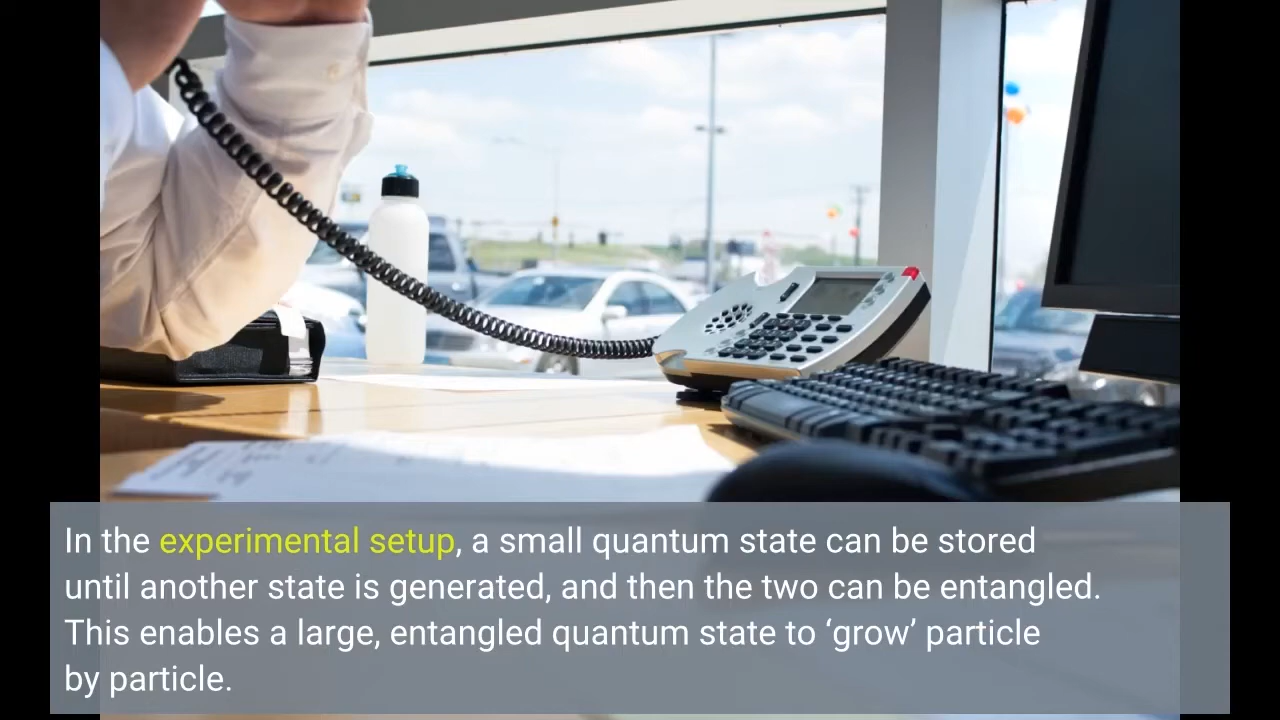 In the experimental setup, a small quantum state can be stored
until another state is generated, and then the two can be entangled.
This enables a large, entangled quantum state to ‘grow’ particle
by particle.